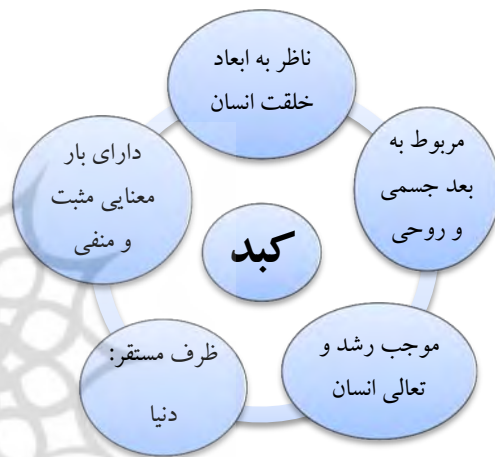 ناظر به ابعاد
خلقت انسان
مربوط به
بعد جسمی
و روحی
موجب رشد و
تعالی انسان
ظرف مستقر:
دنیا
دارای بار
معنایی مثبت
و منفی
کبد